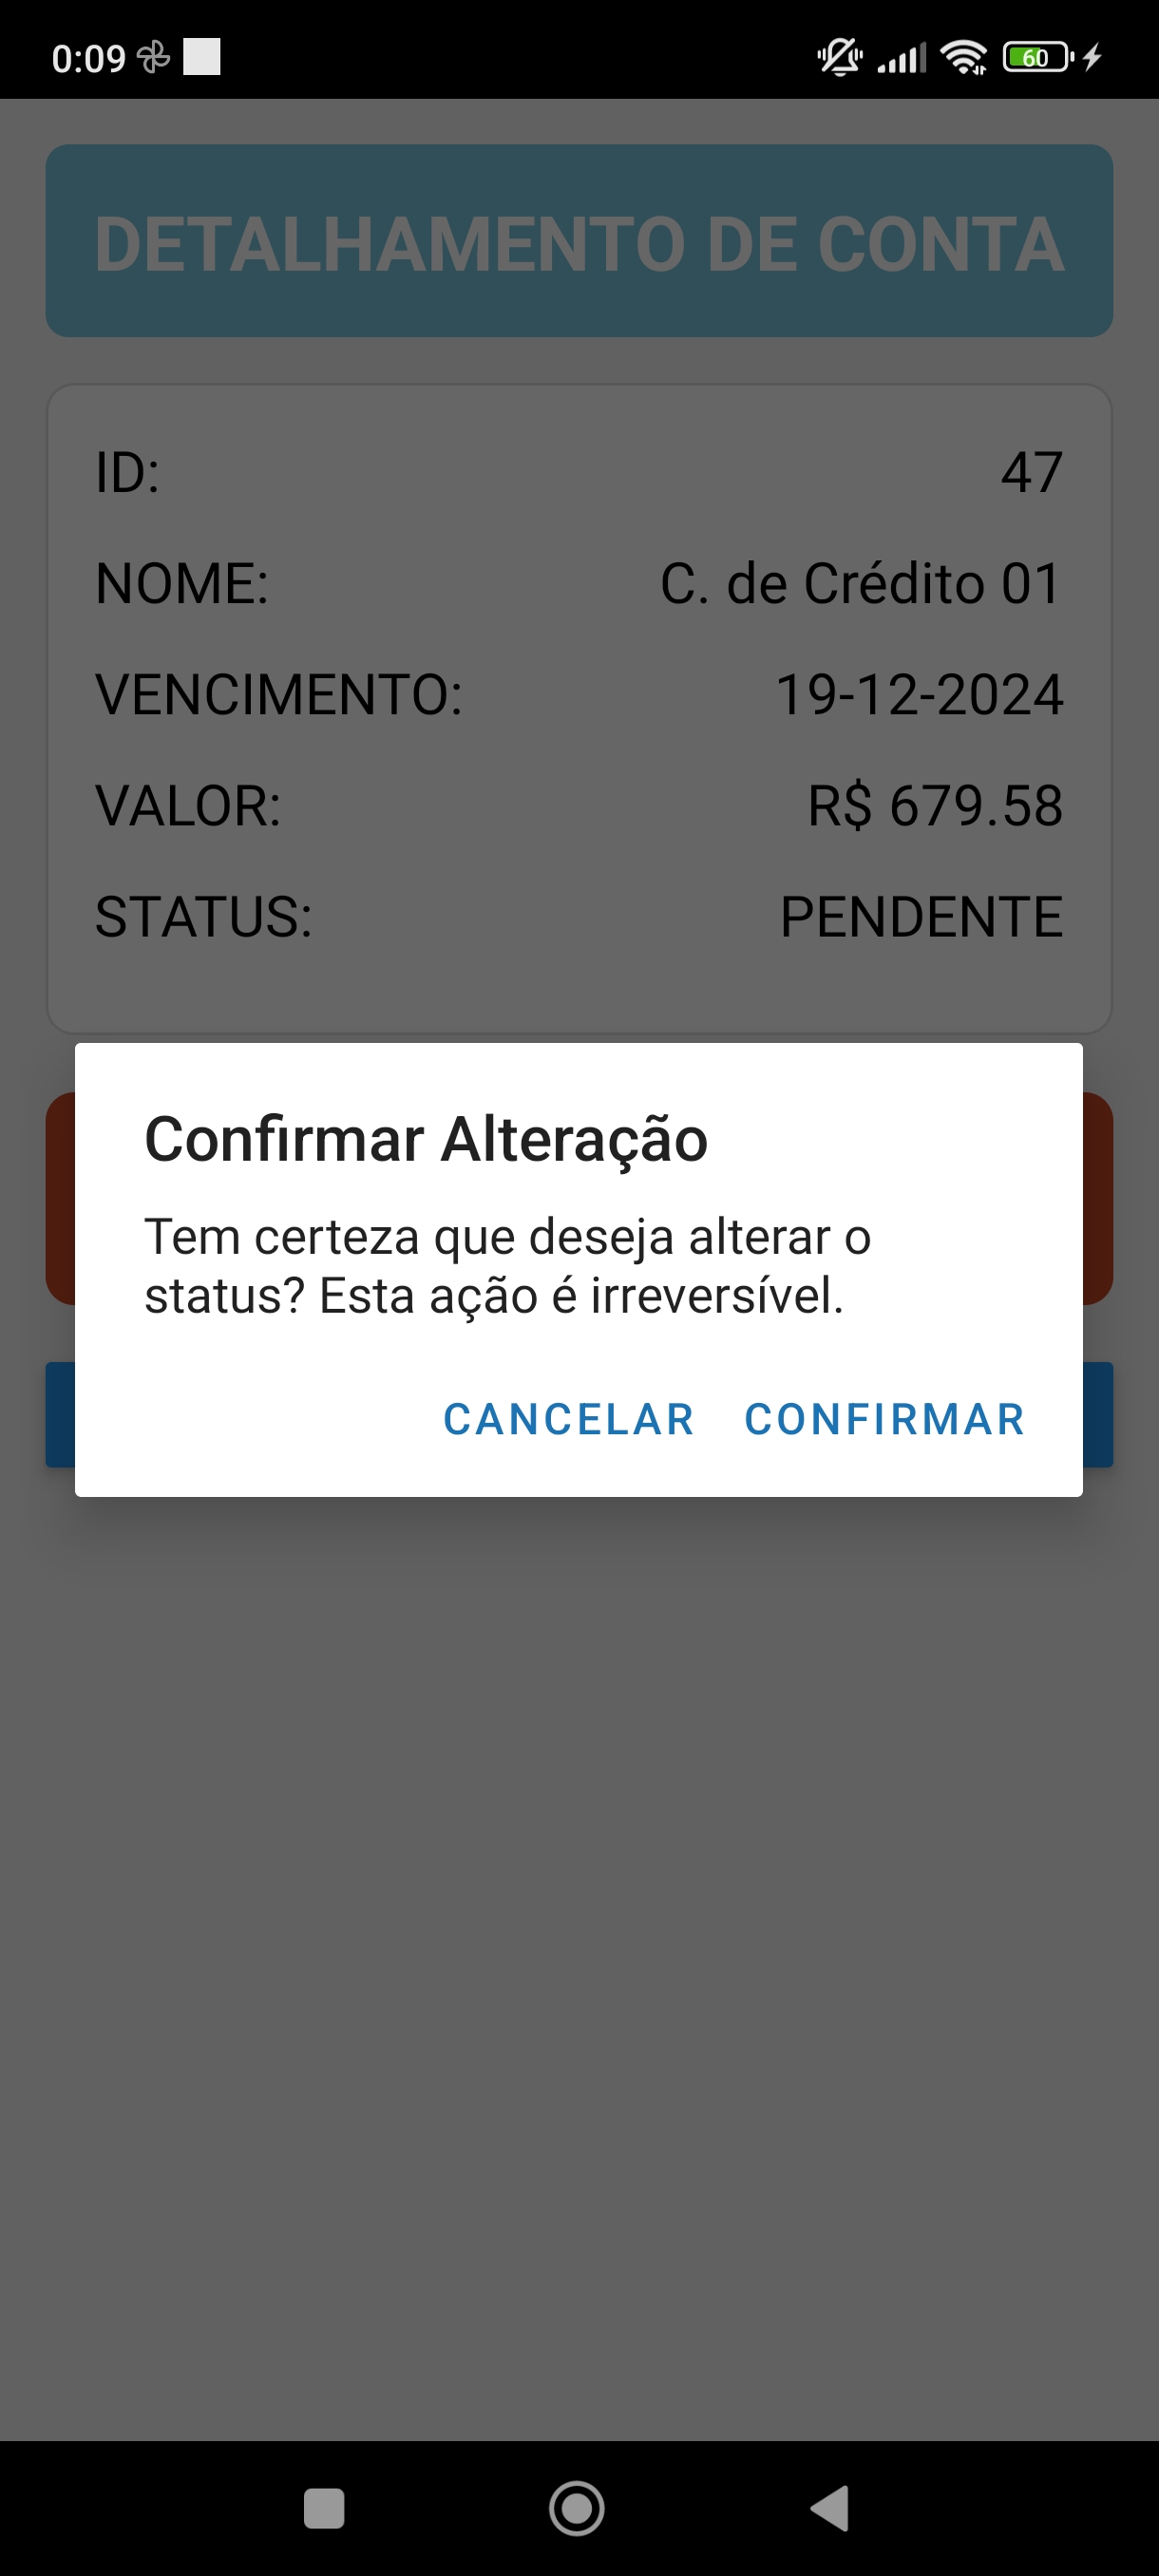 0:09
60
DETALHAMENTO DE CONTA
ID: 47
NOME: C. de Crédito 01
VENCIMENTO: 19-12-2024
VALOR: R$ 679.58
STATUS: PENDENTE
Confirmar Alteração
Tem certeza que deseja alterar o
status? Esta ação é irreversível.
CANCELAR CONFIRMAR